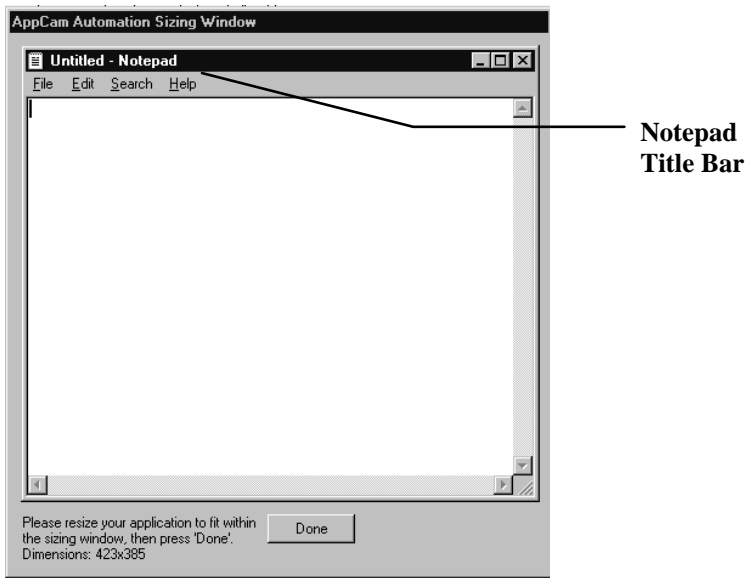 AppCam Automation Sizing Window
Untitled - Notepad
File Edit Search Help
Notepad
Title Bar
Please resize your application to fit within
the sizing window, then press 'Done'.
Dimensions: 423x385
Done